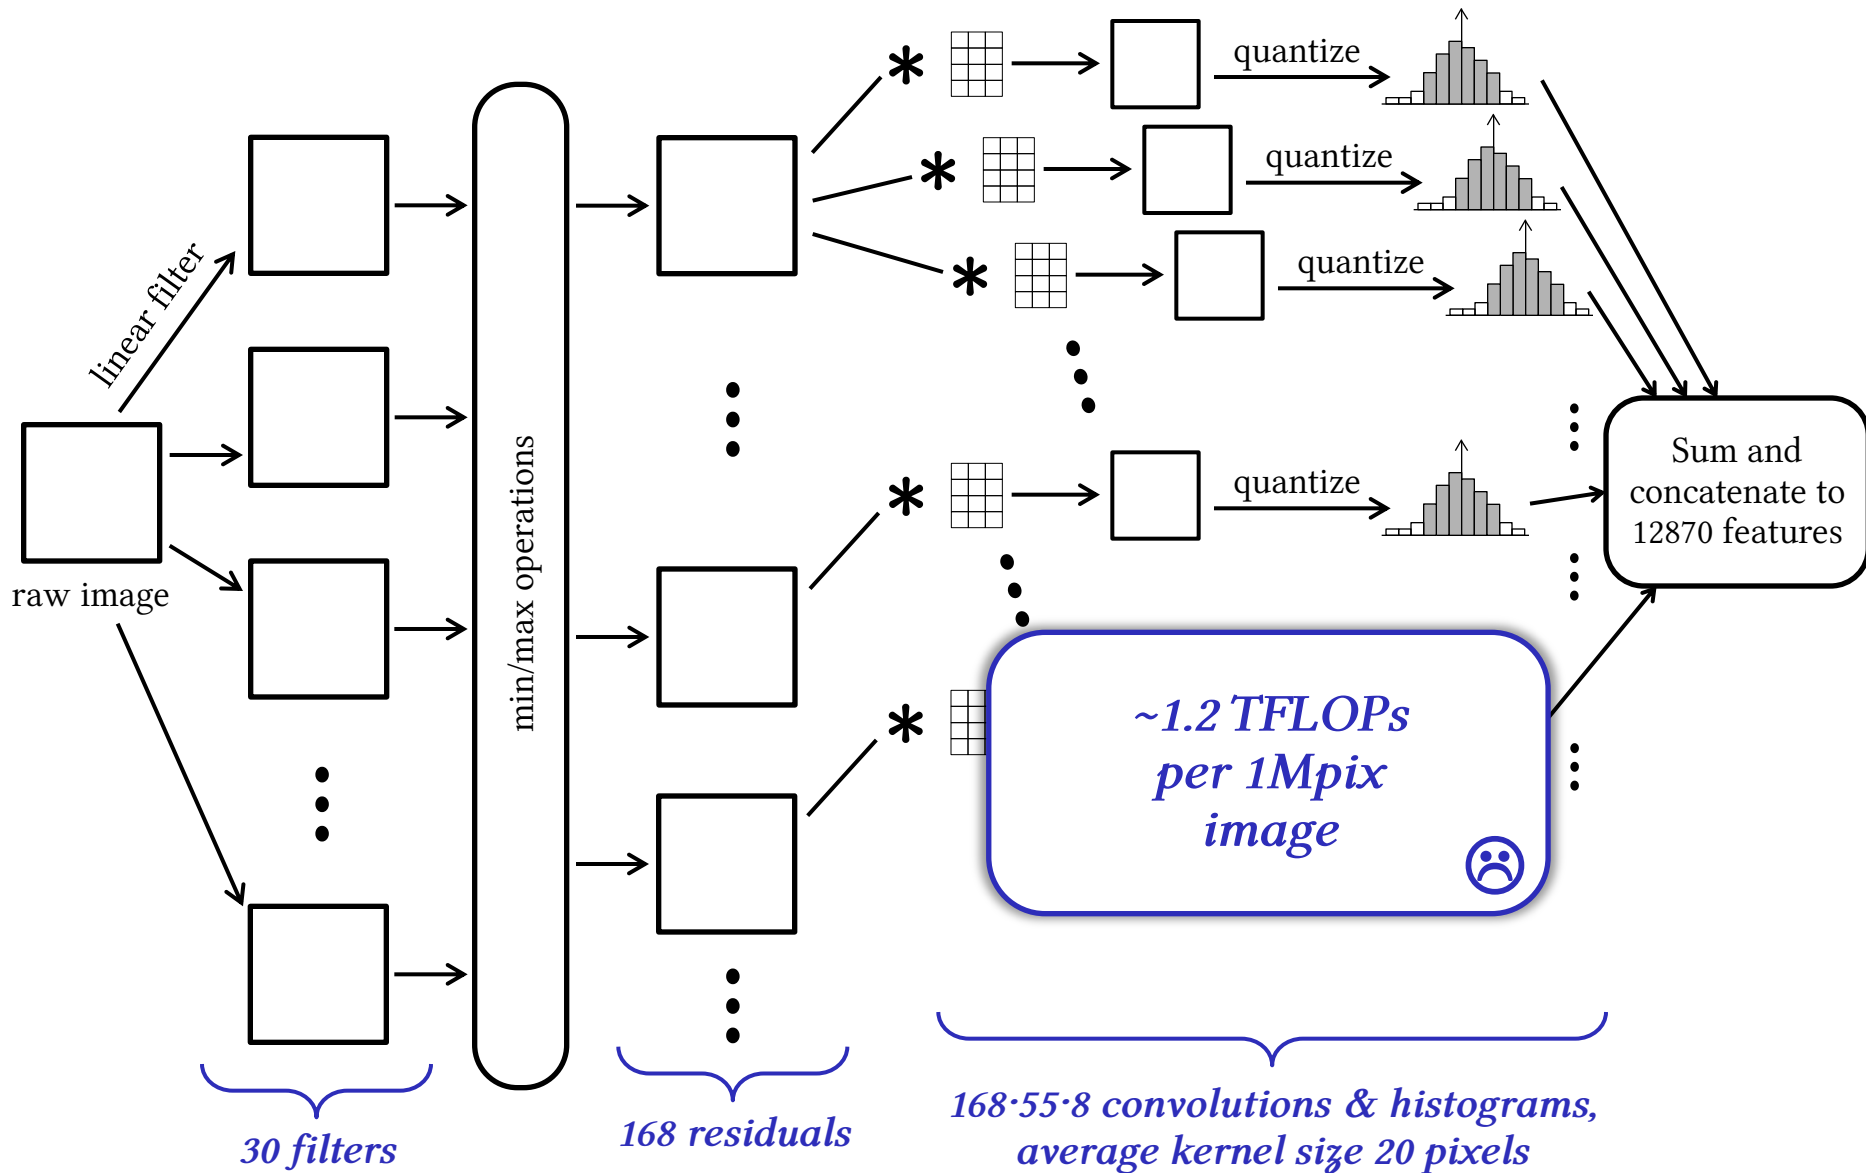 quantize
quantize
quantize
linear filter
raw image
min/max operations
quantize
Sum and
concatenate to
12870 features
~1.2 TFLOPs
per 1Mpix
image
30 filters
168 residuals
168·55·8 convolutions & histograms,
average kernel size 20 pixels